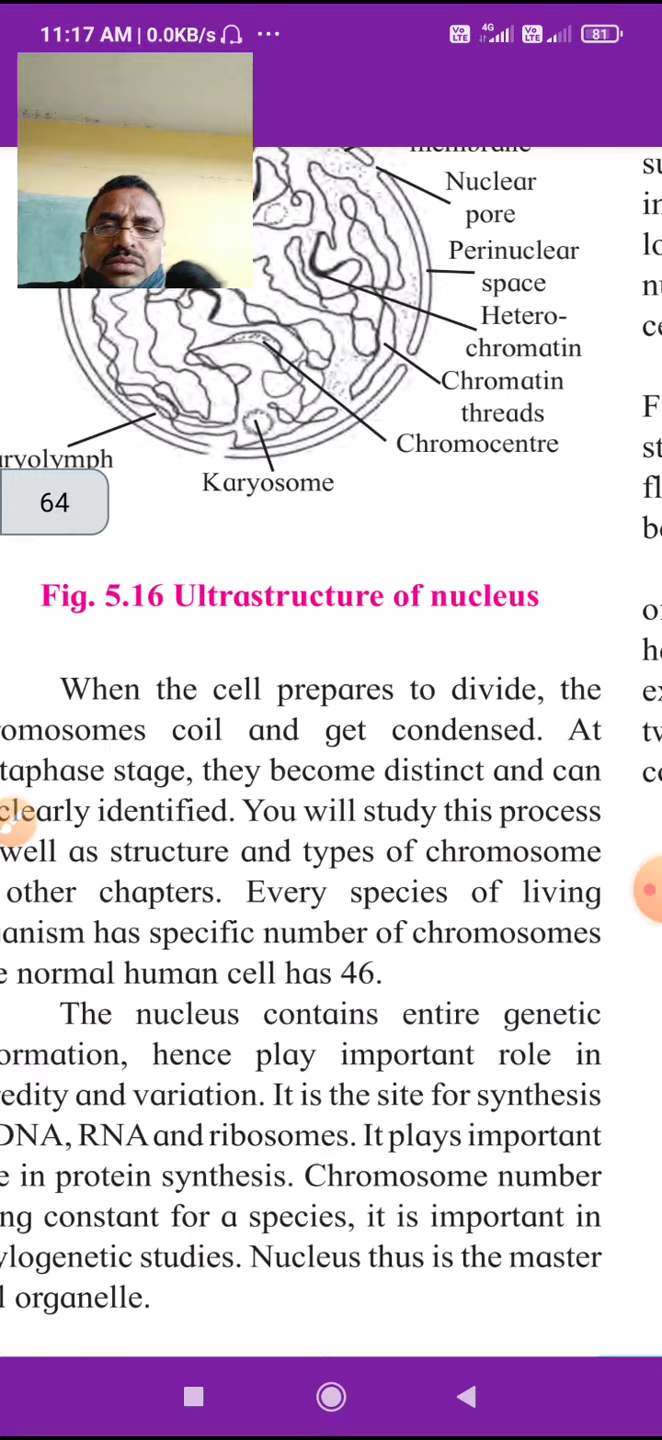 11:17 AM | 0.0KB/s
Vo LTE 4G Vo LTE 81
Nuclear
pore
Perinuclear
space
Hetero-
chromatin
Chromatin
threads
Chromocentre
Karyosome
64
Fig. 5.16 Ultrastructure of nucleus
When the cell prepares to divide, the
omosomes coil and get condensed. At
taphase stage, they become distinct and can
clearly identified. You will study this process
well as structure and types of chromosome
other chapters. Every species of living
anism has specific number of chromosomes
e normal human cell has 46.
The nucleus contains entire genetic
ormation, hence play important role in
edity and variation. It is the site for synthesis
DNA, RNA and ribosomes. It plays important
e in protein synthesis. Chromosome number
ng constant for a species, it is important in
ylogenetic studies. Nucleus thus is the master
l organelle.